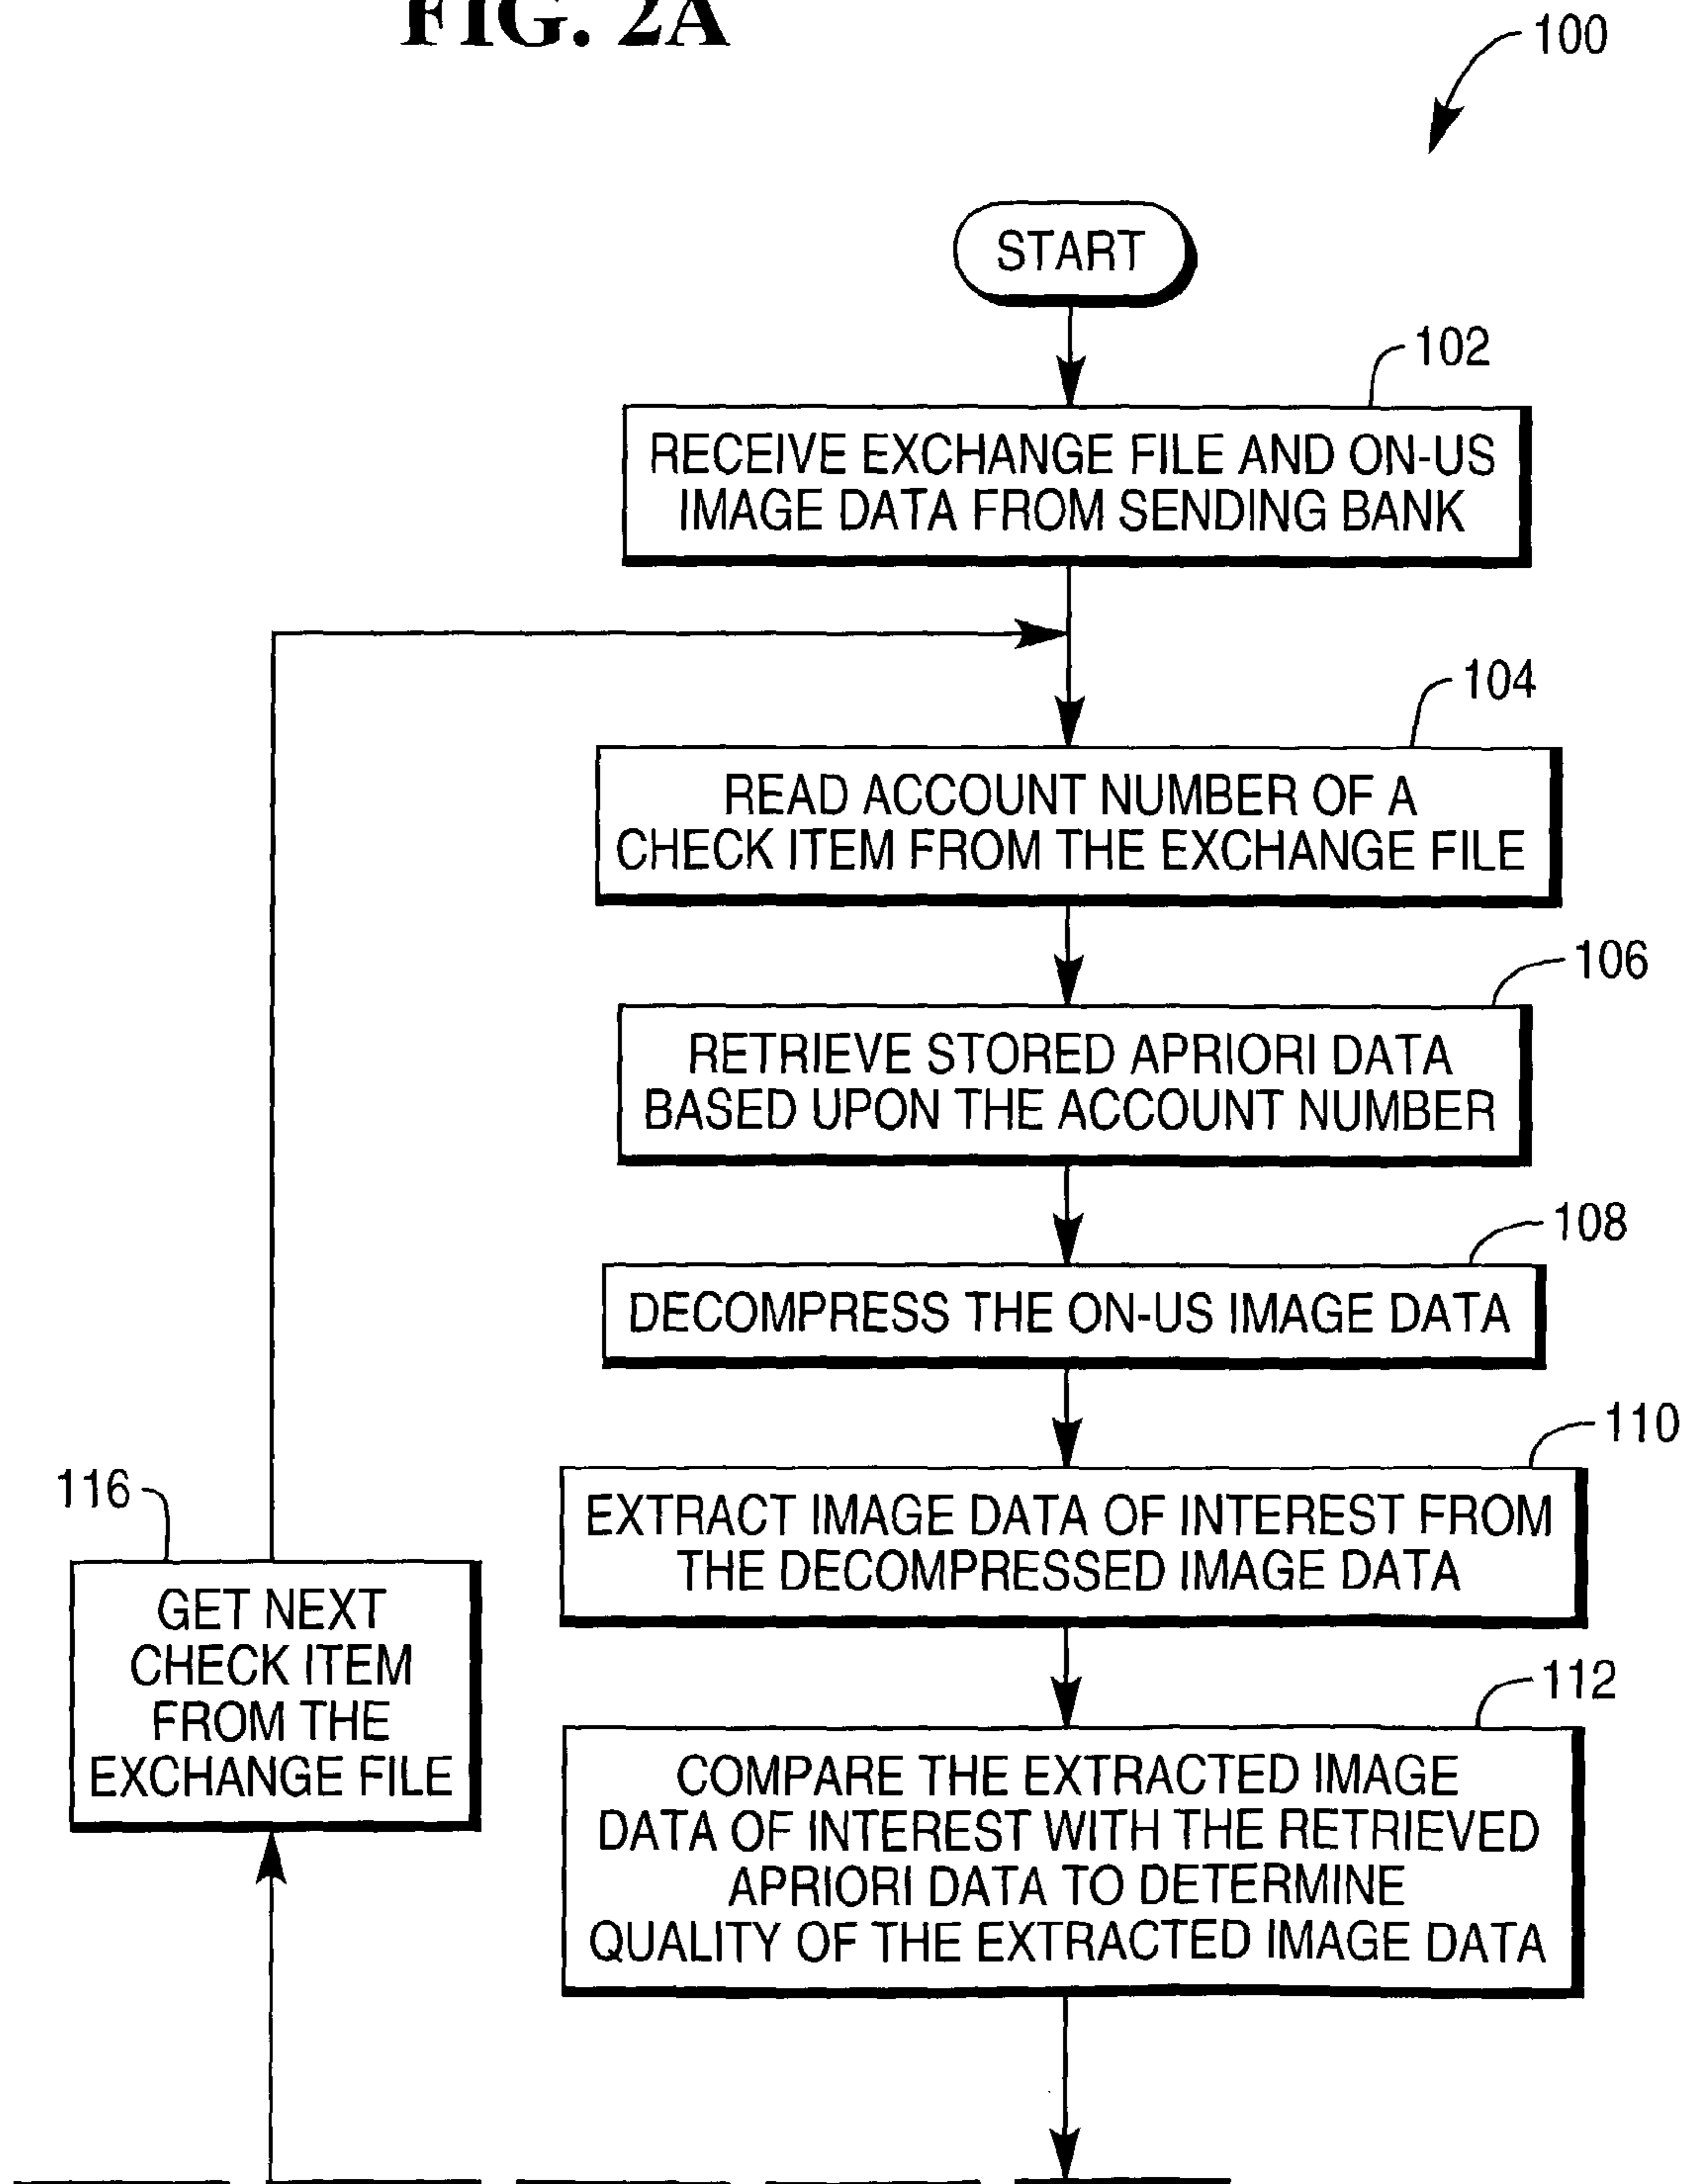 FIG. 2A
100
START
102
RECEIVE EXCHANGE FILE AND ON-US
IMAGE DATA FROM SENDING BANK
104
READ ACCOUNT NUMBER OF A
CHECK ITEM FROM THE EXCHANGE FILE
106
RETRIEVE STORED APRIORI DATA
BASED UPON THE ACCOUNT NUMBER
108
DECOMPRESS THE ON-US IMAGE DATA
110
EXTRACT IMAGE DATA OF INTEREST FROM
THE DECOMPRESSED IMAGE DATA
116
GET NEXT
CHECK ITEM
FROM THE
EXCHANGE FILE
112
COMPARE THE EXTRACTED IMAGE
DATA OF INTEREST WITH THE RETRIEVED
APRIORI DATA TO DETERMINE
QUALITY OF THE EXTRACTED IMAGE DATA